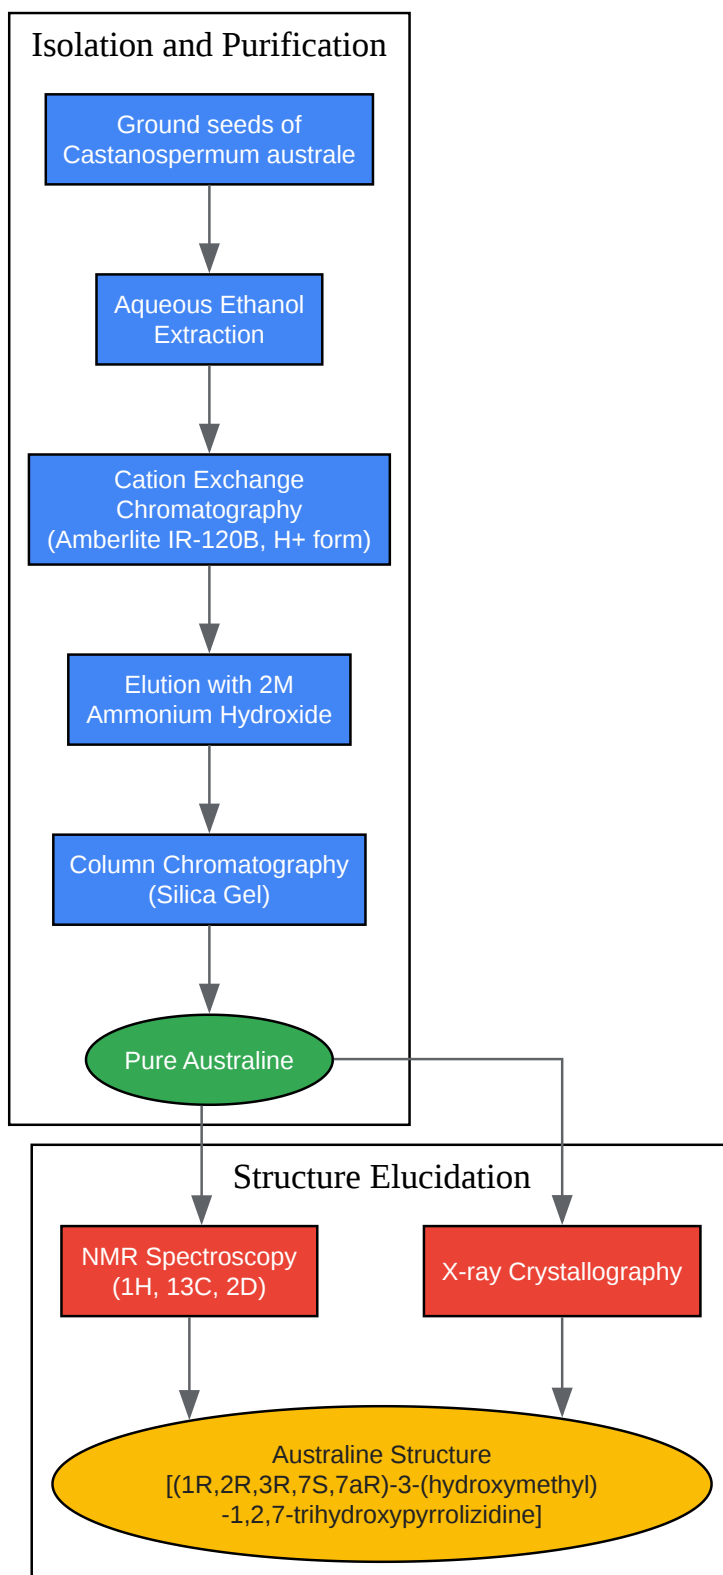 Isolation and Purification
Ground seeds of
Castanospermum australe
Aqueous Ethanol
Extraction
Cation Exchange
Chromatography
(Amberlite IR-120B, H+ form)
Elution with 2M
Ammonium Hydroxide
Column Chromatography
(Silica Gel)
Pure Australine
Structure Elucidation
NMR Spectroscopy
(1H, 13C, 2D)
X-ray Crystallography
Australine Structure
[(1R,2R,3R,7S,7aR)-3-(hydroxymethyl)
-1,2,7-trihydroxypyrrolizidine]